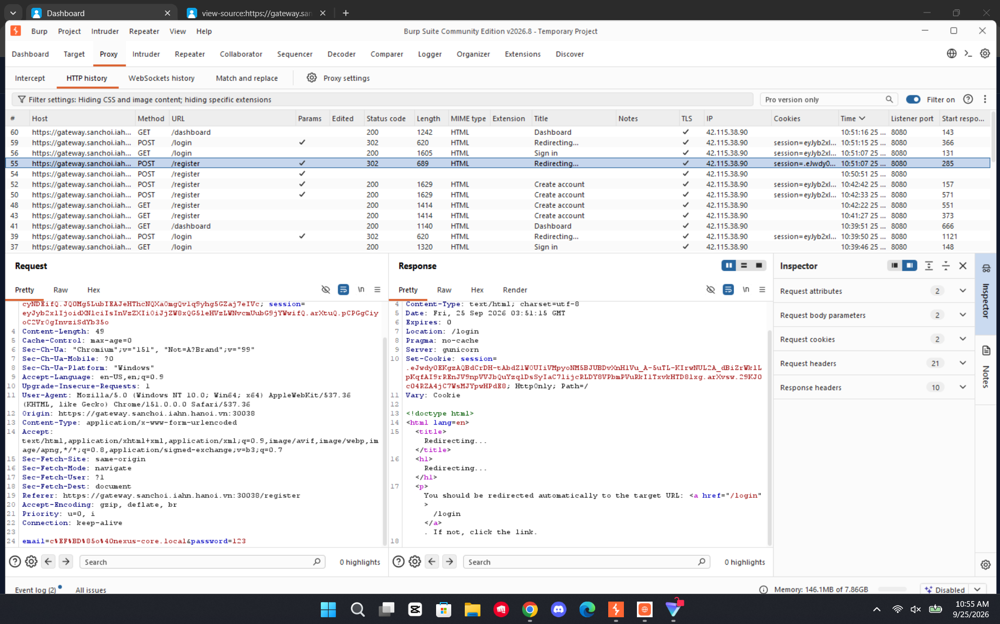 Dashboard
view-source:https://gateway.san
Burp Project Intruder Repeater View Help
Burp Suite Community Edition v2026.8 - Temporary Project
Dashboard Target Proxy Intruder Repeater Collaborator Sequencer Decoder Comparer Logger Organizer Extensions Discover
Intercept HTTP history WebSockets history Match and replace Proxy settings
Filter settings: Hiding CSS and image content; hiding specific extensions
Pro version only
Filter on
# Host Method URL Params Edited Status code Length MIME type Extension Title Notes TLS IP Cookies Time Listener port Start respo...
60 https://gateway.sanchoi.iah... GET /dashboard 200 1242 HTML Dashboard ✓ 42.115.38.90 10:51:16 25 ... 8080 143
59 https://gateway.sanchoi.iah... POST /login ✓ 302 620 HTML Redirecting... ✓ 42.115.38.90 session=eyJyb2xl... 10:51:15 25 ... 8080 366
56 https://gateway.sanchoi.iah... GET /login 200 1605 HTML Sign in ✓ 42.115.38.90 session=eyJyb2xl... 10:51:07 25 ... 8080 131
55 https://gateway.sanchoi.iah... POST /register ✓ 302 689 HTML Redirecting... ✓ 42.115.38.90 session=.eJwdy0... 10:51:07 25 ... 8080 285
54 https://gateway.sanchoi.iah... POST /register ✓ ✓ 42.115.38.90 10:50:51 25 ... 8080
52 https://gateway.sanchoi.iah... POST /register ✓ 200 1629 HTML Create account ✓ 42.115.38.90 session=eyJyb2xl... 10:42:42 25 ... 8080 157
50 https://gateway.sanchoi.iah... POST /register ✓ 200 1629 HTML Create account ✓ 42.115.38.90 session=eyJyb2xl... 10:42:33 25 ... 8080 571
48 https://gateway.sanchoi.iah... GET /register 200 1414 HTML Create account ✓ 42.115.38.90 10:42:22 25 ... 8080 551
43 https://gateway.sanchoi.iah... GET /register 200 1414 HTML Create account ✓ 42.115.38.90 10:41:27 25 ... 8080 373
41 https://gateway.sanchoi.iah... GET /dashboard 200 1140 HTML Dashboard ✓ 42.115.38.90 10:39:51 25 ... 8080 666
39 https://gateway.sanchoi.iah... POST /login ✓ 302 620 HTML Redirecting... ✓ 42.115.38.90 session=eyJyb2xl... 10:39:50 25 ... 8080 1121
37 https://gateway.sanchoi.iah... GET /login 200 1320 HTML Sign in ✓ 42.115.38.90 10:39:46 25 ... 8080 148
Request
Pretty Raw Hex
\n
session=
4 Content-Length: 49
5 Cache-Control: max-age=0
6 Sec-Ch-Ua: "Chromium";v="151", "Not=A?Brand";v="99"
7 Sec-Ch-Ua-Mobile: ?0
8 Sec-Ch-Ua-Platform: "Windows"
9 Accept-Language: en-US,en;q=0.9
10 Upgrade-Insecure-Requests: 1
11 User-Agent: Mozilla/5.0 (Windows NT 10.0; Win64; x64) AppleWebKit/537.36
(KHTML, like Gecko) Chrome/151.0.0.0 Safari/537.36
12 Origin: https://gateway.sanchoi.iahn.hanoi.vn:30038
13 Content-Type: application/x-www-form-urlencoded
14 Accept:
text/html,application/xhtml+xml,application/xml;q=0.9,image/avif,image/webp,im
age/apng,*/*;q=0.8,application/signed-exchange;v=b3;q=0.7
15 Sec-Fetch-Site: same-origin
16 Sec-Fetch-Mode: navigate
17 Sec-Fetch-User: ?1
18 Sec-Fetch-Dest: document
19 Referer: https://gateway.sanchoi.iahn.hanoi.vn:30038/register
20 Accept-Encoding: gzip, deflate, br
21 Priority: u=0, i
22 Connection: keep-alive
23
24 email=c%EF%BD%85o%40nexus-core.local&password=123
Search
0 highlights
Response
Pretty Raw Hex Render
\n
4 Content-Type: text/html; charset=utf-8
5 Date: Fri, 25 Sep 2026 03:51:15 GMT
6 Expires: 0
7 Location: /login
8 Pragma: no-cache
9 Server: gunicorn
10 Set-Cookie: session=
HttpOnly; Path=/
11 Vary: Cookie
12
13 <!doctype html>
14 <html lang=en>
15 <title>
Redirecting...
</title>
16 <h1>
Redirecting...
</h1>
17 <p>
You should be redirected automatically to the target URL: <a href="/login"
>
/login
</a>
. If not, click the link.
18
Search
0 highlights
Inspector
Request attributes 2
Request body parameters 2
Request cookies 2
Request headers 21
Response headers 10
Inspector
Notes
Event log (2) All issues
Memory: 146.1MB of 7.86GB
Disabled
10:55 AM
9/25/2026